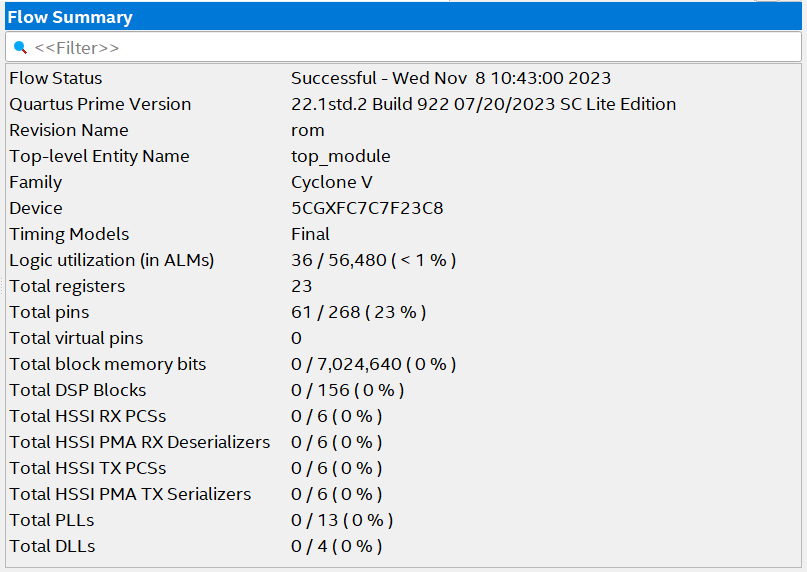 Flow Summary
<<Filter>>
Flow Status Successful - Wed Nov 8 10:43:00 2023
Quartus Prime Version 22.1std.2 Build 922 07/20/2023 SC Lite Edition
Revision Name rom
Top-level Entity Name top_module
Family Cyclone V
Device 5CGXFC7C7F23C8
Timing Models Final
Logic utilization (in ALMs) 36 / 56,480 ( < 1 % )
Total registers 23
Total pins 61 / 268 ( 23 % )
Total virtual pins 0
Total block memory bits 0 / 7,024,640 ( 0 % )
Total DSP Blocks 0 / 156 ( 0 % )
Total HSSI RX PCSs 0 / 6 ( 0 % )
Total HSSI PMA RX Deserializers 0 / 6 ( 0 % )
Total HSSI TX PCSs 0 / 6 ( 0 % )
Total HSSI PMA TX Serializers 0 / 6 ( 0 % )
Total PLLs 0 / 13 ( 0 % )
Total DLLs 0 / 4 ( 0 % )